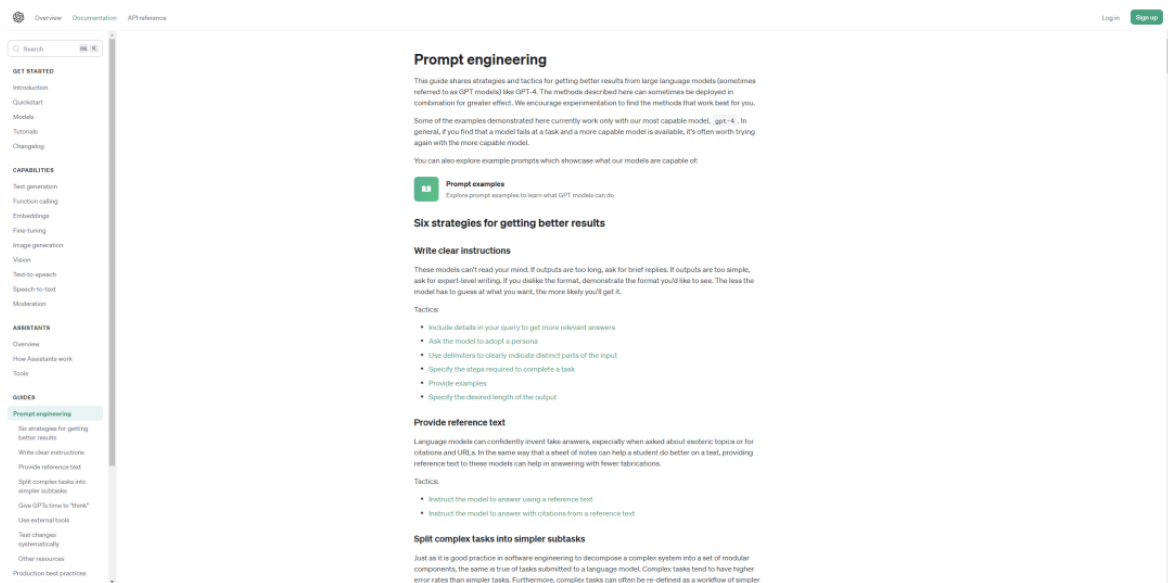 Overview Documentation API reference Log in Sign up
Search K
GET STARTED
Introduction
Quickstart
Models
Tutorials
Changelog
CAPABILITIES
Text generation
Function calling
Embeddings
Fine-tuning
Image generation
Vision
Text-to-speech
Speech-to-text
Moderation
ASSISTANTS
Overview
How Assistants work
Tools
GUIDES
Prompt engineering
Six strategies for getting
better results
Write clear instructions
Provide reference text
Split complex tasks into
simpler subtasks
Give GPTs time to "think"
Use external tools
Test changes
systematically
Other resources
Production best practices
Prompt engineering
This guide shares strategies and tactics for getting better results from large language models (sometimes
referred to as GPT models) like GPT-4. The methods described here can sometimes be deployed in
combination for greater effect. We encourage experimentation to find the methods that work best for you.
Some of the examples demonstrated here currently work only with our most capable model, gpt-4 . In
general, if you find that a model fails at a task and a more capable model is available, it's often worth trying
again with the more capable model.
You can also explore example prompts which showcase what our models are capable of:
Prompt examples
Explore prompt examples to learn what GPT models can do
Six strategies for getting better results
Write clear instructions
These models can't read your mind. If outputs are too long, ask for brief replies. If outputs are too simple,
ask for expert-level writing. If you dislike the format, demonstrate the format you'd like to see. The less the
model has to guess at what you want, the more likely you'll get it.
Tactics:
• Include details in your query to get more relevant answers
• Ask the model to adopt a persona
• Use delimiters to clearly indicate distinct parts of the input
• Specify the steps required to complete a task
• Provide examples
• Specify the desired length of the output
Provide reference text
Language models can confidently invent fake answers, especially when asked about esoteric topics or for
citations and URLs. In the same way that a sheet of notes can help a student do better on a test, providing
reference text to these models can help in answering with fewer fabrications.
Tactics:
• Instruct the model to answer using a reference text
• Instruct the model to answer with citations from a reference text
Split complex tasks into simpler subtasks
Just as it is good practice in software engineering to decompose a complex system into a set of modular
components, the same is true of tasks submitted to a language model. Complex tasks tend to have higher
error rates than simpler tasks. Furthermore, complex tasks can often be re-defined as a workflow of simpler